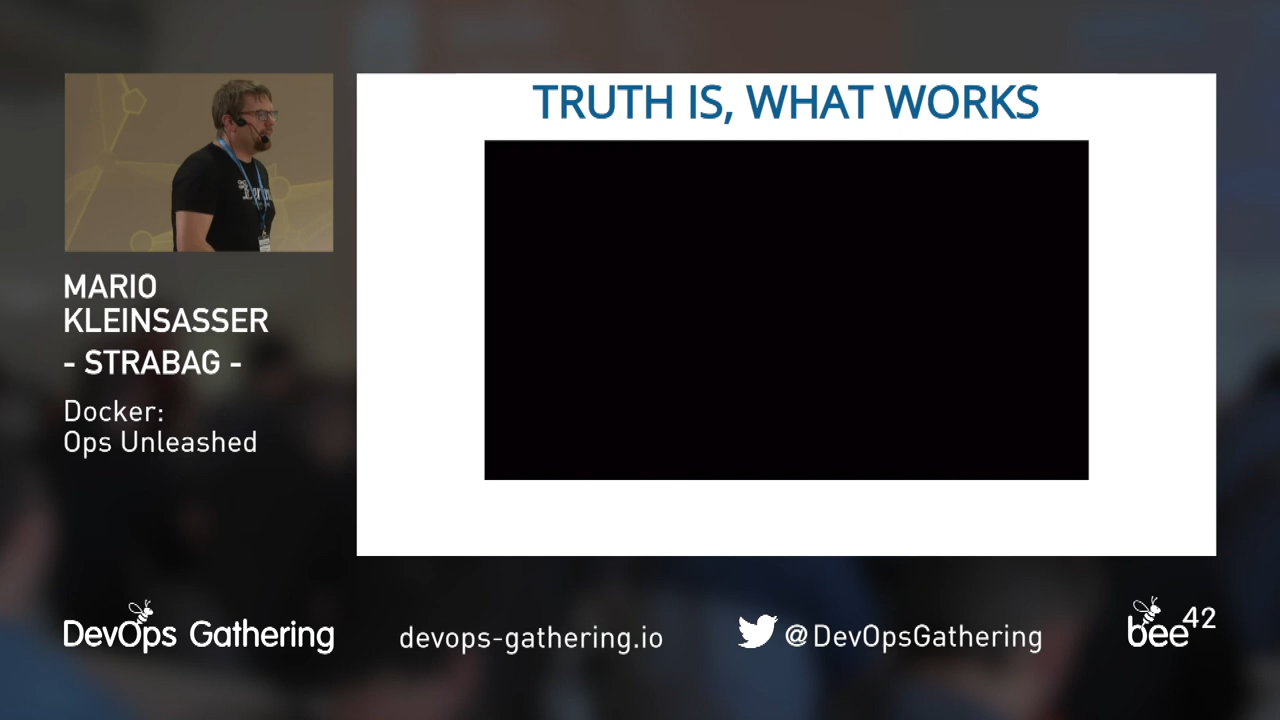 TRUTH IS, WHAT WORKS
MARIO
KLEINSASSER
- STRABAG -
Docker:
Ops Unleashed
DevOps Gathering
devops-gathering.io
@DevOpsGathering
bee42